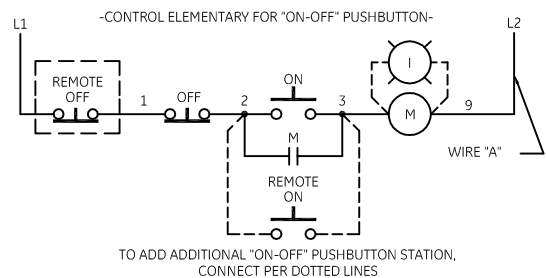 -CONTROL ELEMENTARY FOR "ON-OFF" PUSHBUTTON-
L1
L2
REMOTE
OFF
1
OFF
2
ON
3
I
M
9
M
WIRE "A"
REMOTE
ON
TO ADD ADDITIONAL "ON-OFF" PUSHBUTTON STATION,
CONNECT PER DOTTED LINES